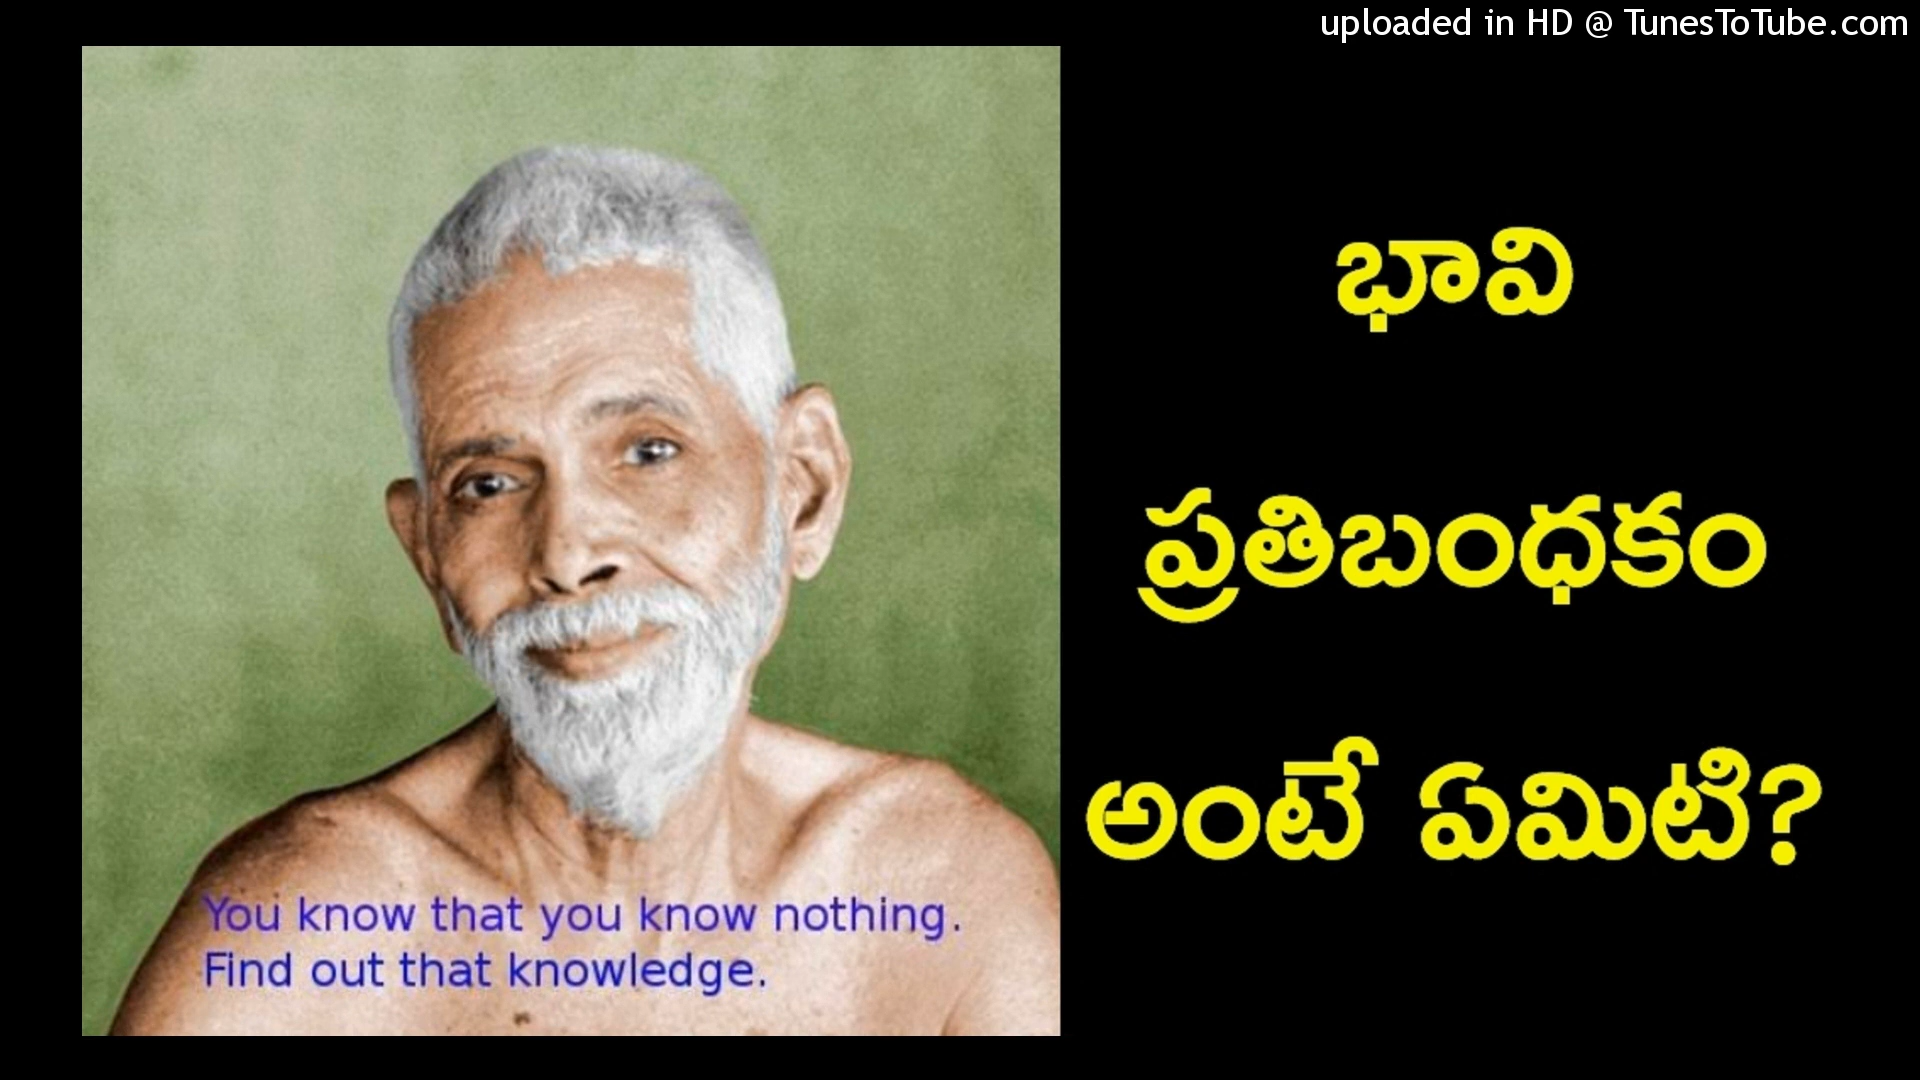 uploaded in HD @ TunesToTube.com
భావి
ప్రతిబంధకం
అంటే ఏమిటి?
You know that you know nothing.
Find out that knowledge.